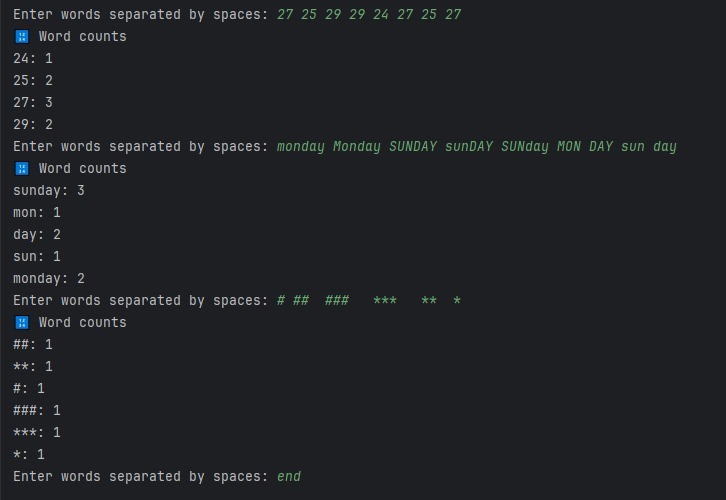 Enter words separated by spaces: 27 25 29 29 24 27 25 27
🔢 Word counts
24: 1
25: 2
27: 3
29: 2
Enter words separated by spaces: monday Monday SUNDAY sunDAY SUNday MON DAY sun day
🔢 Word counts
sunday: 3
mon: 1
day: 2
sun: 1
monday: 2
Enter words separated by spaces: # ##  ###   ***   **  *
🔢 Word counts
##: 1
**: 1
#: 1
###: 1
***: 1
*: 1
Enter words separated by spaces: end